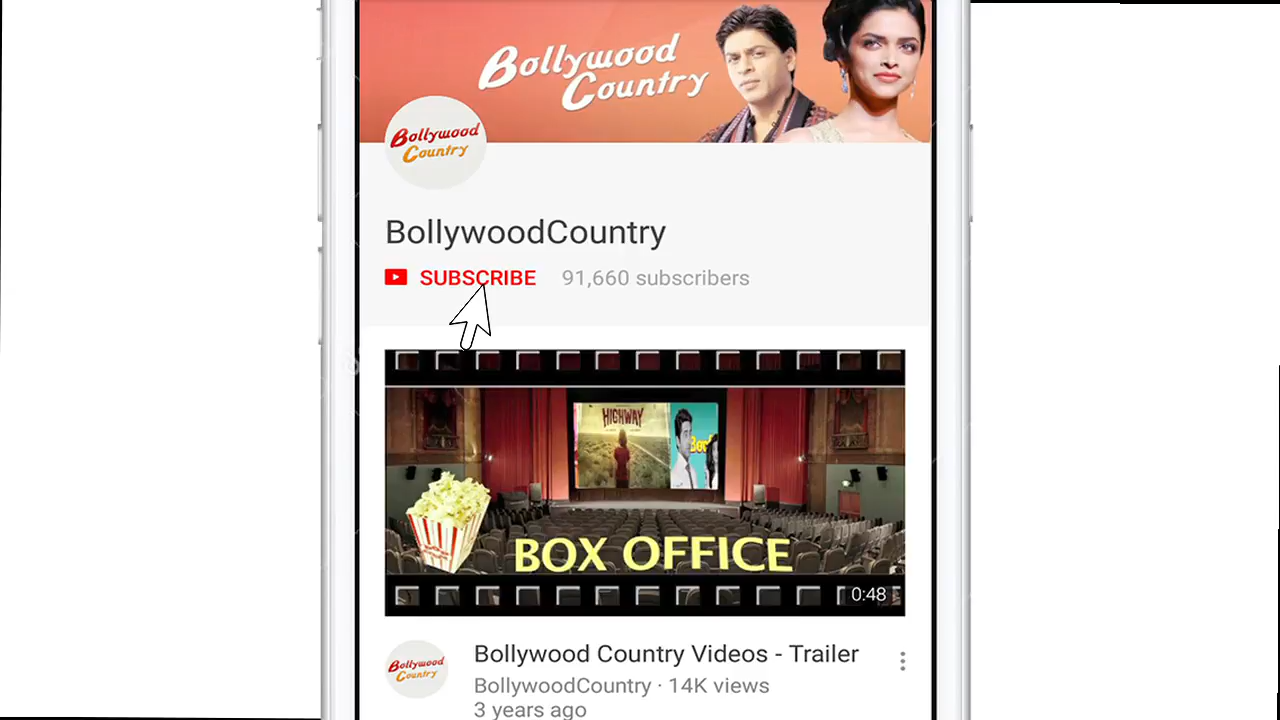 Bollywood
Country
Bollywood
Country
BollywoodCountry
SUBSCRIBE 91,660 subscribers
HIGHWAY
BOX OFFICE
0:48
Bollywood
Country
Bollywood Country Videos - Trailer
BollywoodCountry · 14K views
3 years ago